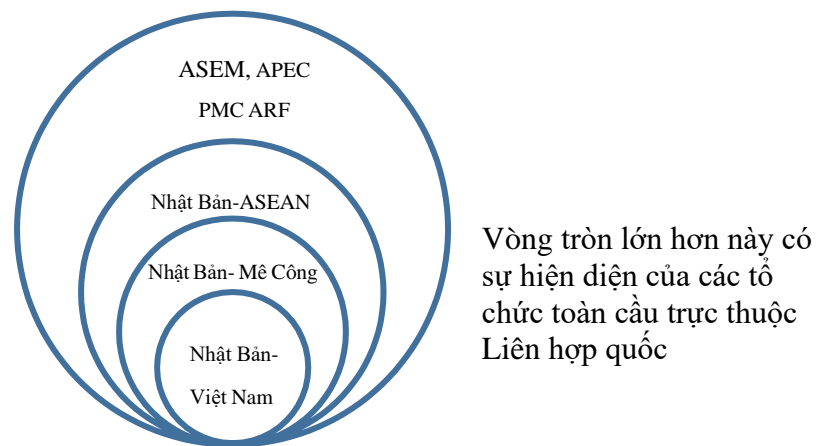 ASEM, APEC
PMC ARF
Nhật Bản-ASEAN
Nhật Bản- Mê Công
Nhật Bản-
Việt Nam
Vòng tròn lớn hơn này có
sự hiện diện của các tổ
chức toàn cầu trực thuộc
Liên hợp quốc